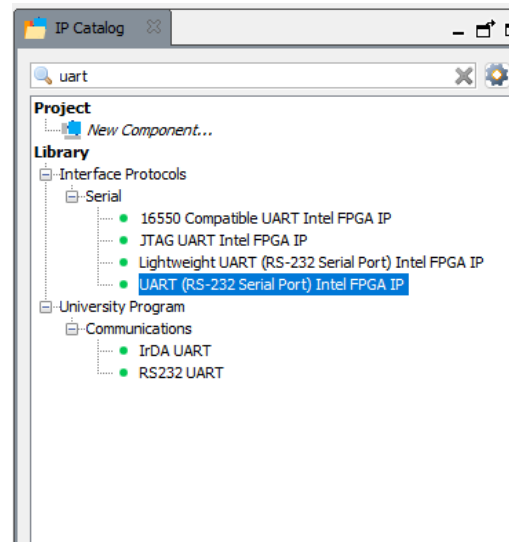 IP Catalog
uart
Project
New Component...
Library
Interface Protocols
Serial
16550 Compatible UART Intel FPGA IP
JTAG UART Intel FPGA IP
Lightweight UART (RS-232 Serial Port) Intel FPGA IP
UART (RS-232 Serial Port) Intel FPGA IP
University Program
Communications
IrDA UART
RS232 UART